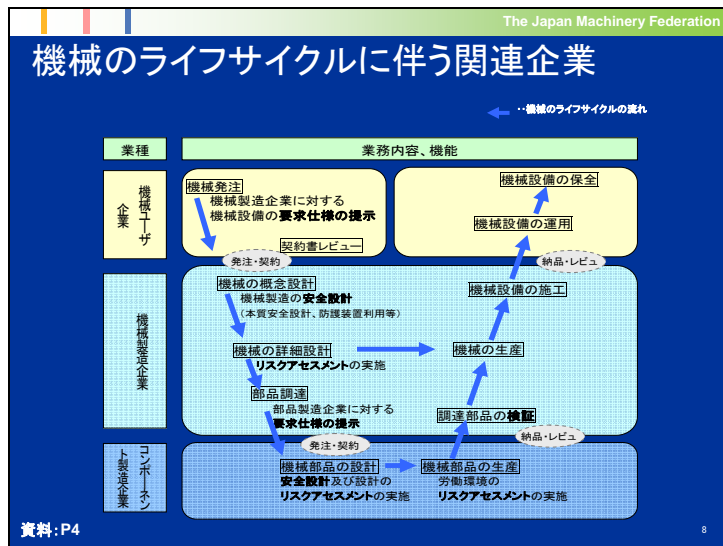 The Japan Machinery Federation
機械のライフサイクルに伴う関連企業
‥機械のライフサイクルの流れ
業種
業務内容、機能
機械ユーザ
企業
機械発注
機械製造企業に対する
機械設備の要求仕様の提示
契約書レビュー
機械設備の保全
機械設備の運用
発注・契約
納品・レビュ
機械製造企業
機械の概念設計
機械製造の安全設計
(本質安全設計、防護装置利用等)
機械設備の施工
機械の詳細設計
リスクアセスメントの実施
機械の生産
部品調達
部品製造企業に対する
要求仕様の提示
調達部品の検証
発注・契約
納品・レビュ
コンポーネン
ト製造企業
機械部品の設計
安全設計及び設計の
リスクアセスメントの実施
機械部品の生産
労働環境の
リスクアセスメントの実施
資料:P4
8